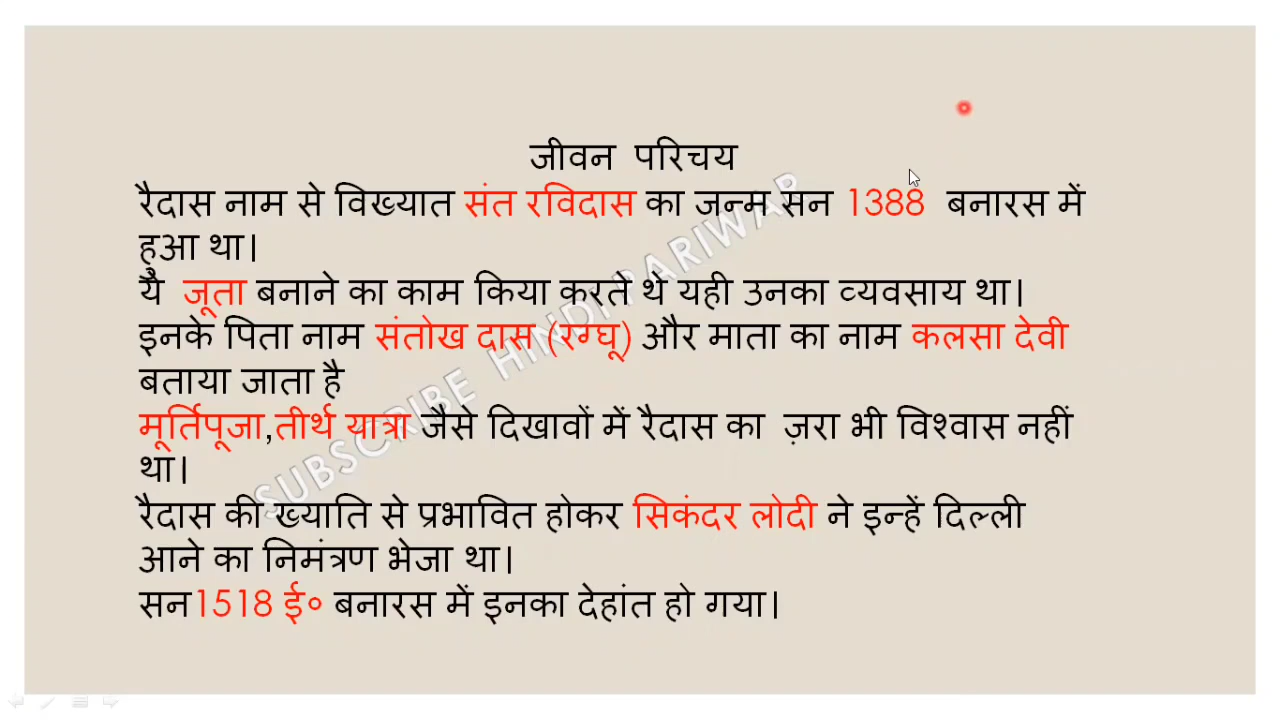 जीवन परिचय
रैदास नाम से विख्यात संत रविदास का जन्म सन 1388 बनारस में
हुआ था।
यै जूता बनाने का काम किया करते थे यही उनका व्यवसाय था।
इनके पिता नाम संतोख दास (रग्घू) और माता का नाम कलसा देवी
बताया जाता है
मूर्तिपूजा,तीर्थ यात्रा जैसे दिखावों में रैदास का ज़रा भी विश्वास नहीं
था।
रैदास की ख्याति से प्रभावित होकर सिकंदर लोदी ने इन्हें दिल्ली
आने का निमंत्रण भेजा था।
सन1518 ई० बनारस में इनका देहांत हो गया।
SUBSCRIBE HINDI PARIWAR